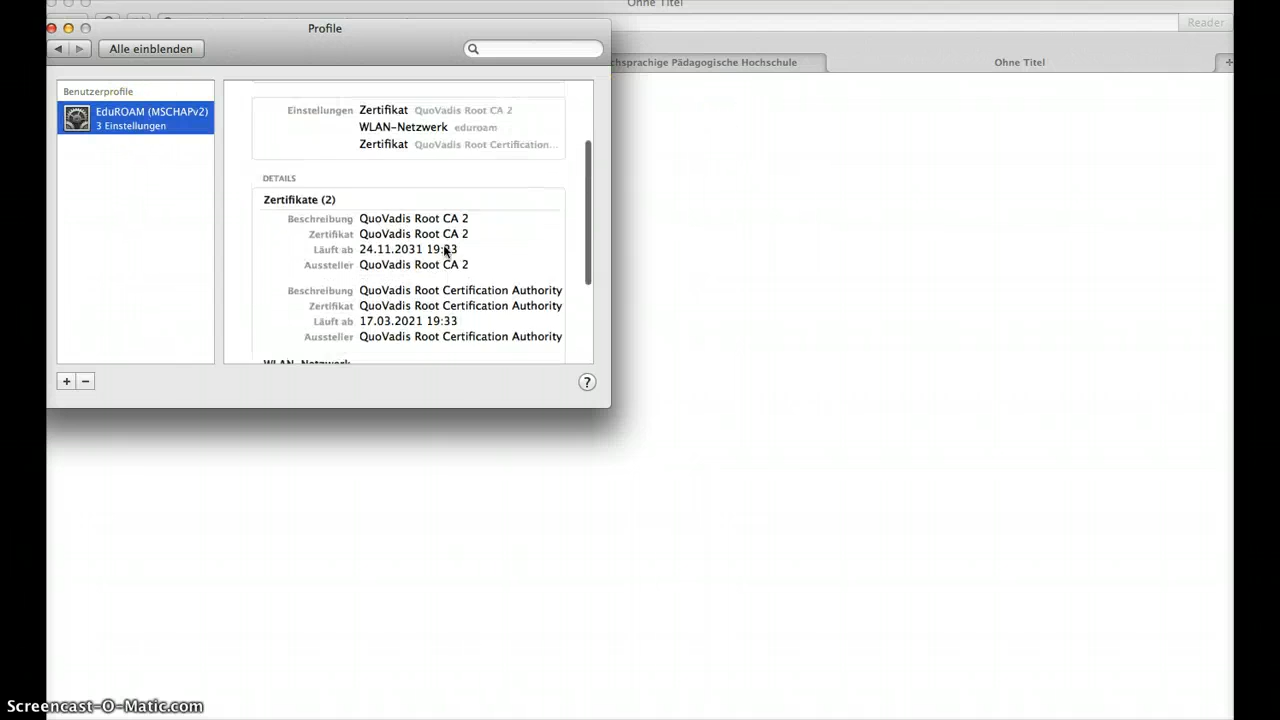 Ohne Titel
Profile
Reader
Alle einblenden
chsprachige Pädagogische Hochschule
Ohne Titel
+
Benutzerprofile
EduROAM (MSCHAPv2)
3 Einstellungen
Einstellungen Zertifikat QuoVadis Root CA 2
WLAN-Netzwerk eduroam
Zertifikat QuoVadis Root Certification...
DETAILS
Zertifikate (2)
Beschreibung QuoVadis Root CA 2
Zertifikat QuoVadis Root CA 2
Läuft ab 24.11.2031 19:23
Aussteller QuoVadis Root CA 2
Beschreibung QuoVadis Root Certification Authority
Zertifikat QuoVadis Root Certification Authority
Läuft ab 17.03.2021 19:33
Aussteller QuoVadis Root Certification Authority
WLAN-Netzwerk
+ −
?
Screencast-O-Matic.com